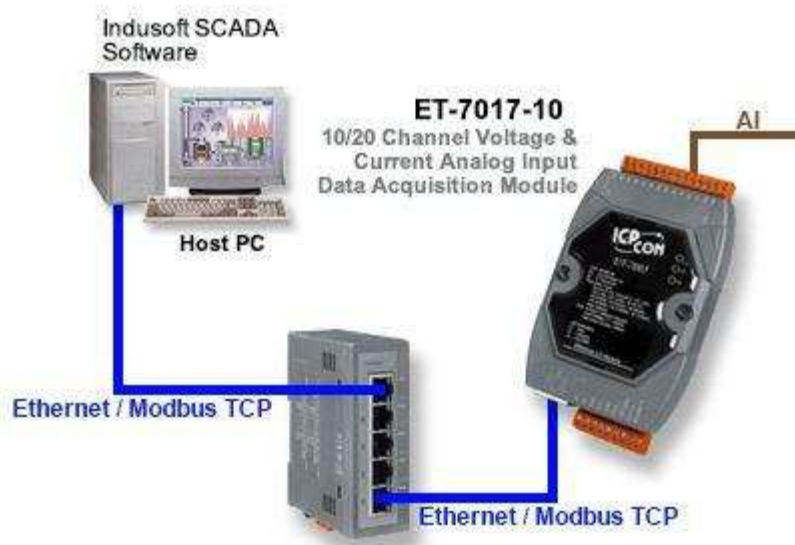 Indusoft SCADA
Software
ET-7017-10
10/20 Channel Voltage &
Current Analog Input
Data Acquisition Module
AI
Host PC
ICP
CON
Ethernet / Modbus TCP
Ethernet / Modbus TCP